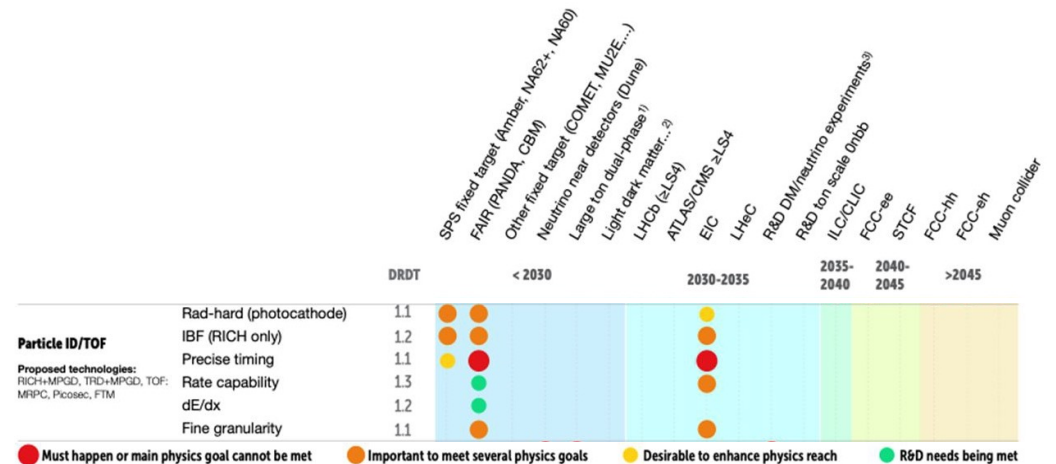 SPS fixed target (Amber, NA62+, NA60)
FAIR (PANDA, CBM)
Other fixed target (COMET, MU2E,...)
Neutrino near detectors (Dune)
Large ton dual-phase1)
Light dark matter... 2)
LHCb (≥LS4)
ATLAS/CMS ≥LS4
EIC
LHeC
R&D DM/neutrino experiments3)
R&D ton scale 0nbb
ILC/CLIC
FCC-ee
STCF
FCC-hh
FCC-eh
Muon collider
DRDT
< 2030
2030-2035
2035-
2040
2040-
2045
>2045
Particle ID/TOF
Proposed technologies:
RICH+MPGD, TRD+MPGD, TOF:
MRPC, Picosec, FTM
Rad-hard (photocathode) 1.1
IBF (RICH only) 1.2
Precise timing 1.1
Rate capability 1.3
dE/dx 1.2
Fine granularity 1.1
Must happen or main physics goal cannot be met
Important to meet several physics goals
Desirable to enhance physics reach
R&D needs being met